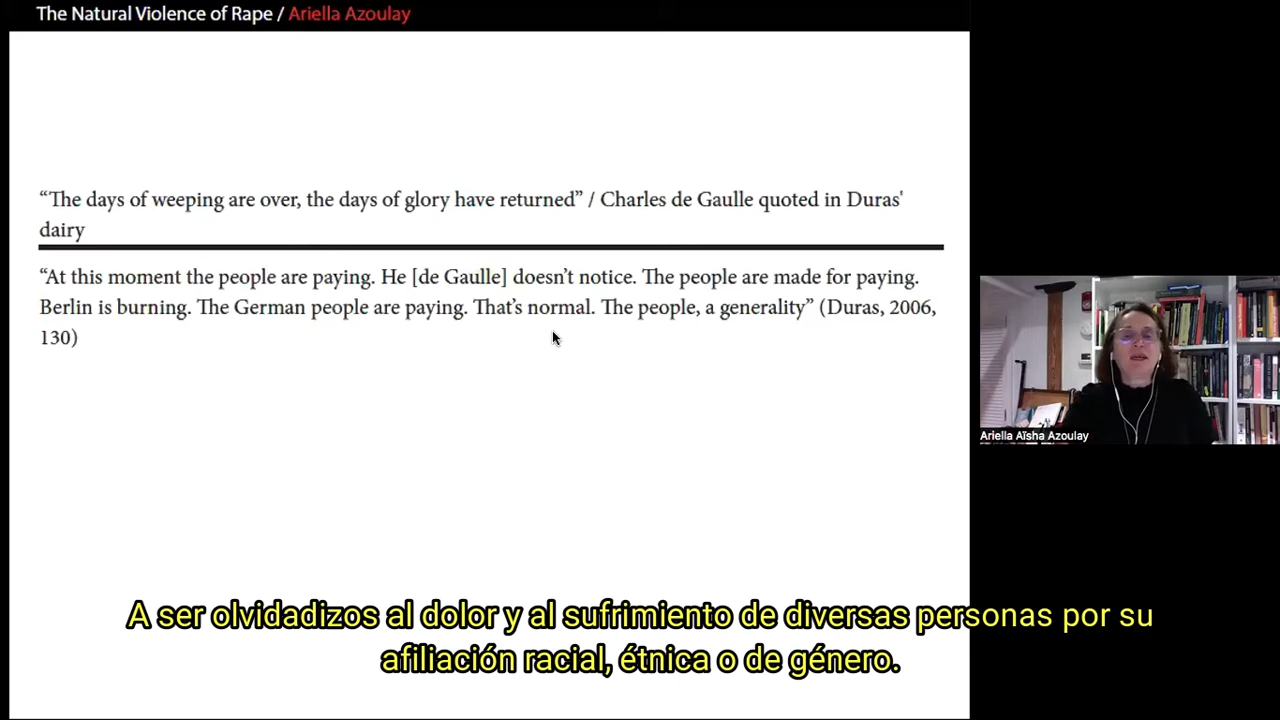 The Natural Violence of Rape / Ariella Azoulay
“The days of weeping are over, the days of glory have returned” / Charles de Gaulle quoted in Duras'
dairy
“At this moment the people are paying. He [de Gaulle] doesn’t notice. The people are made for paying.
Berlin is burning. The German people are paying. That’s normal. The people, a generality” (Duras, 2006,
130)
Ariella Aïsha Azoulay
A ser olvidadizos al dolor y al sufrimiento de diversas personas por su
afiliación racial, étnica o de género.